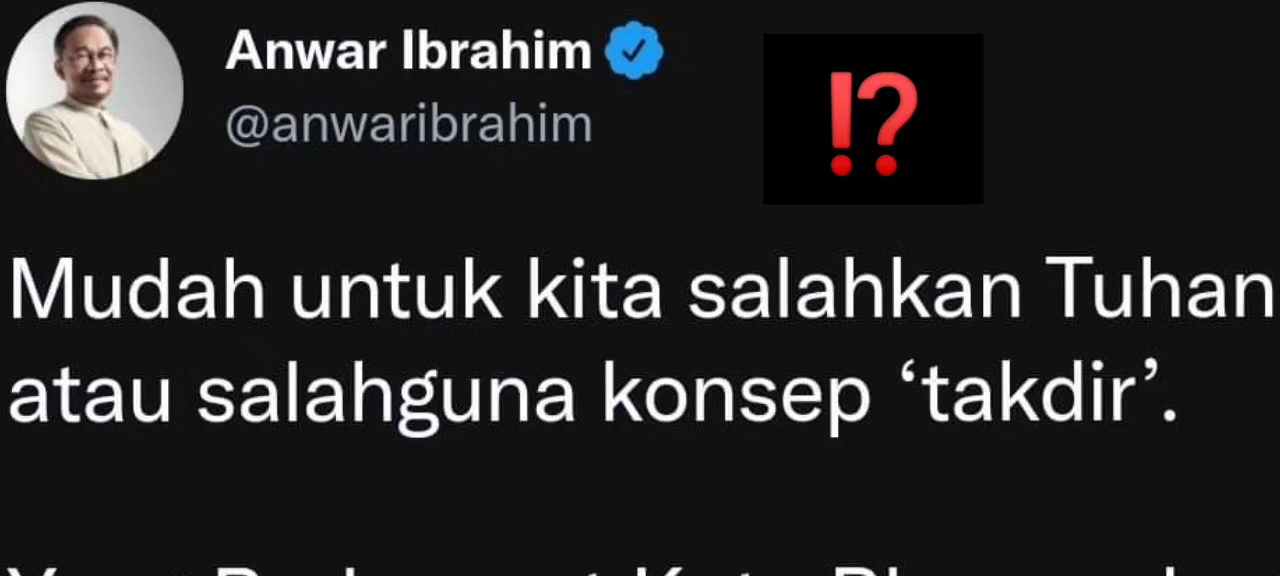 Anwar Ibrahim
@anwaribrahim
⁉
Mudah untuk kita salahkan Tuhan
atau salahguna konsep ‘takdir’.